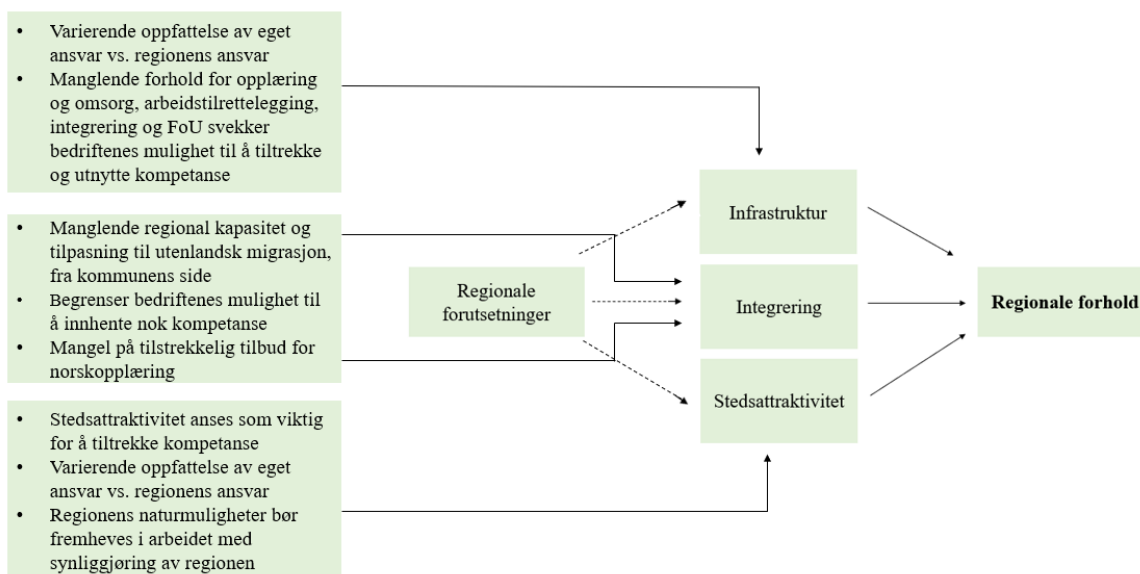 • Varierende oppfattelse av eget
ansvar vs. regionens ansvar
• Manglende forhold for opplæring
og omsorg, arbeidstilrettelegging,
integrering og FoU svekker
bedriftenes mulighet til å tiltrekke
og utnytte kompetanse
• Manglende regional kapasitet og
tilpasning til utenlandsk migrasjon,
fra kommunens side
• Begrenser bedriftenes mulighet til
å innhente nok kompetanse
• Mangel på tilstrekkelig tilbud for
norskopplæring
• Stedsattraktivitet anses som viktig
for å tiltrekke kompetanse
• Varierende oppfattelse av eget
ansvar vs. regionens ansvar
• Regionens naturmuligheter bør
fremheves i arbeidet med
synliggjøring av regionen
Regionale
forutsetninger
Infrastruktur
Integrering
Stedsattraktivitet
Regionale forhold